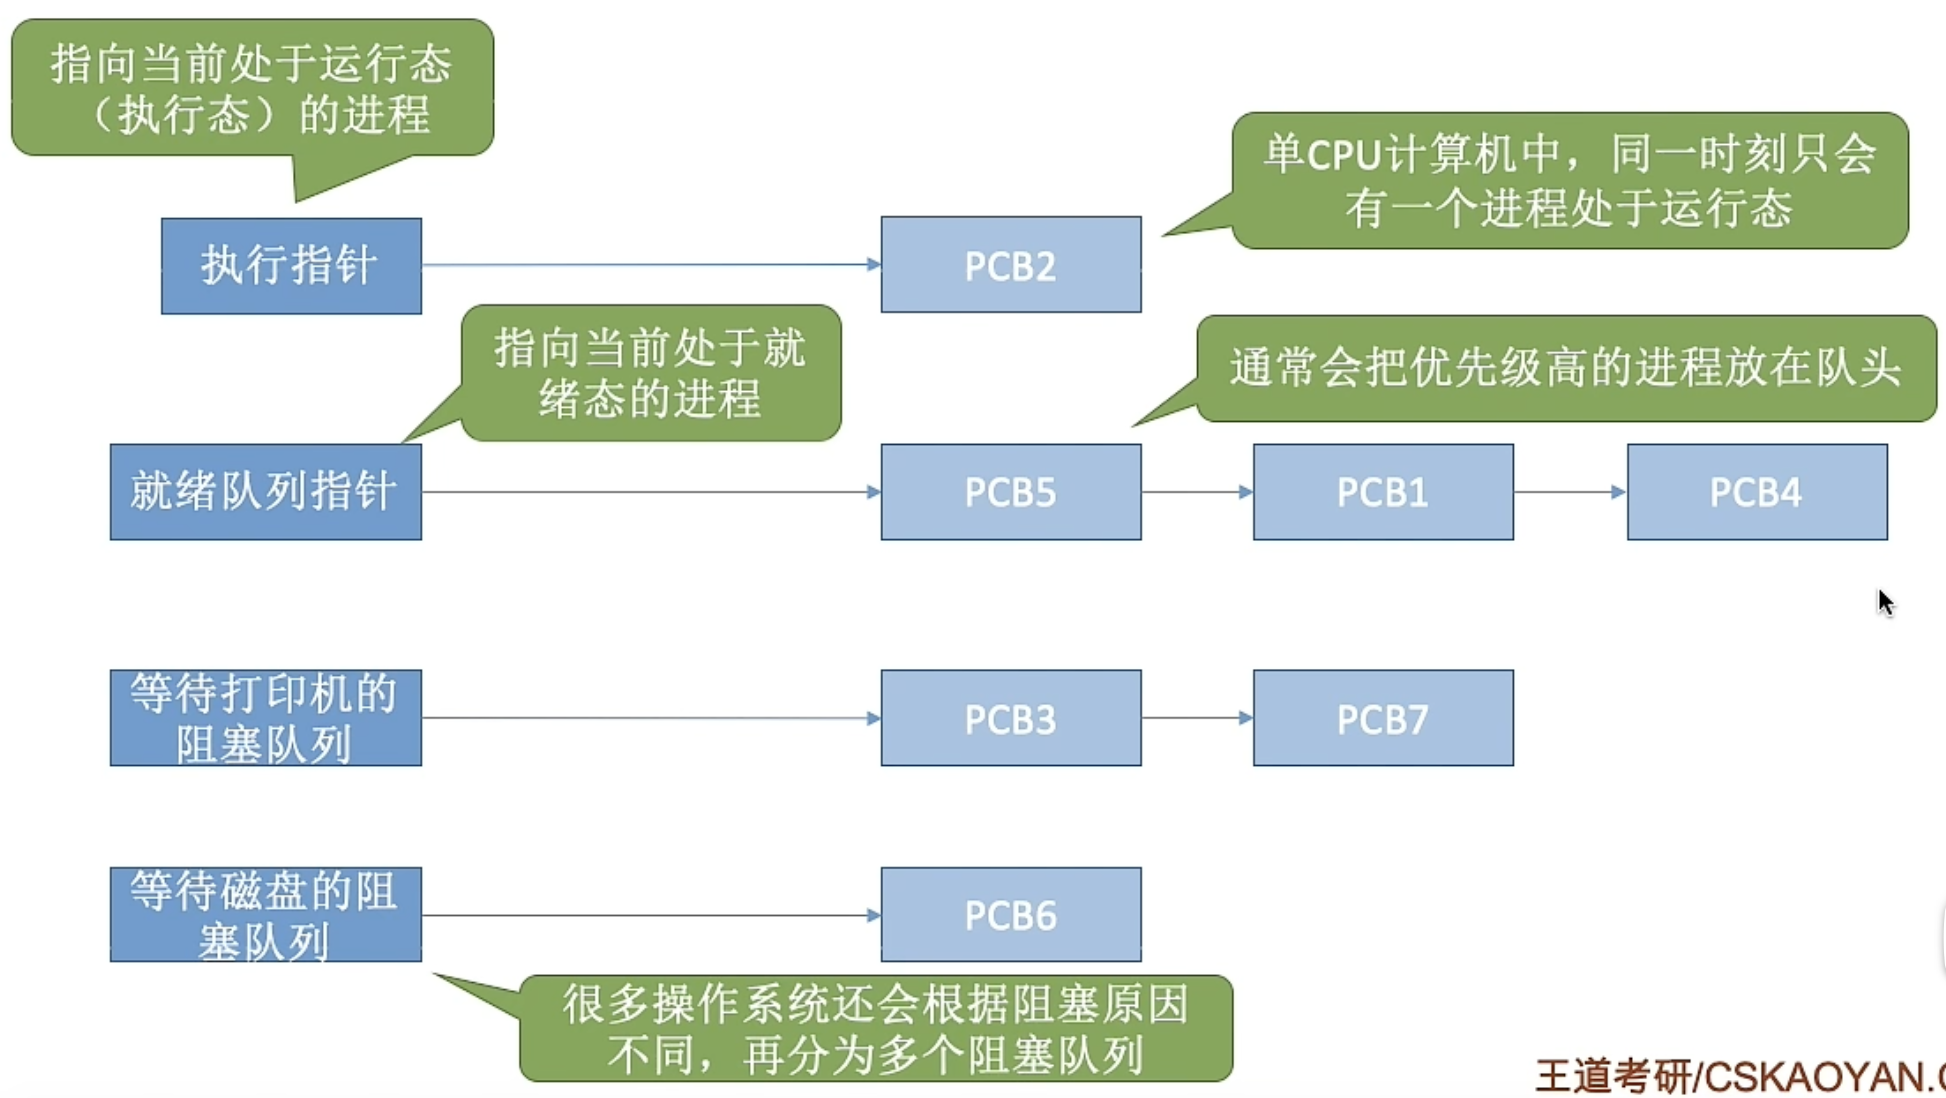 指向当前处于运行态
（执行态）的进程
单CPU计算机中，同一时刻只会
有一个进程处于运行态
执行指针
PCB2
指向当前处于就
绪态的进程
通常会把优先级高的进程放在队头
就绪队列指针
PCB5
PCB1
PCB4
等待打印机的
阻塞队列
PCB3
PCB7
等待磁盘的阻
塞队列
PCB6
很多操作系统还会根据阻塞原因
不同，再分为多个阻塞队列
王道考研/CSKAOYAN.C